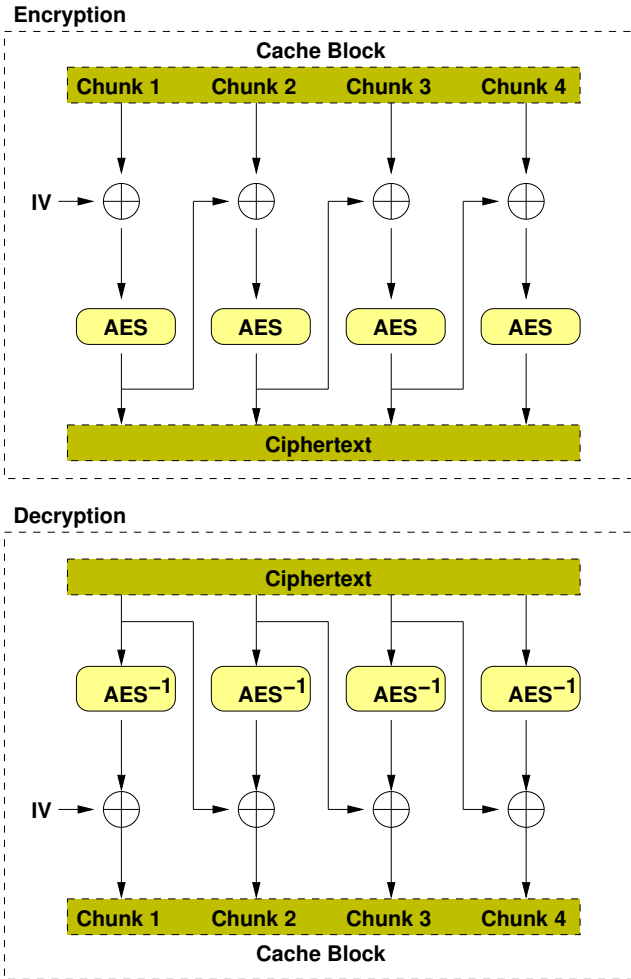 Encryption
Cache Block
Chunk 1 Chunk 2 Chunk 3 Chunk 4
IV
AES AES AES AES
Ciphertext
Decryption
Ciphertext
AES⁻¹ AES⁻¹ AES⁻¹ AES⁻¹
IV
Chunk 1 Chunk 2 Chunk 3 Chunk 4
Cache Block